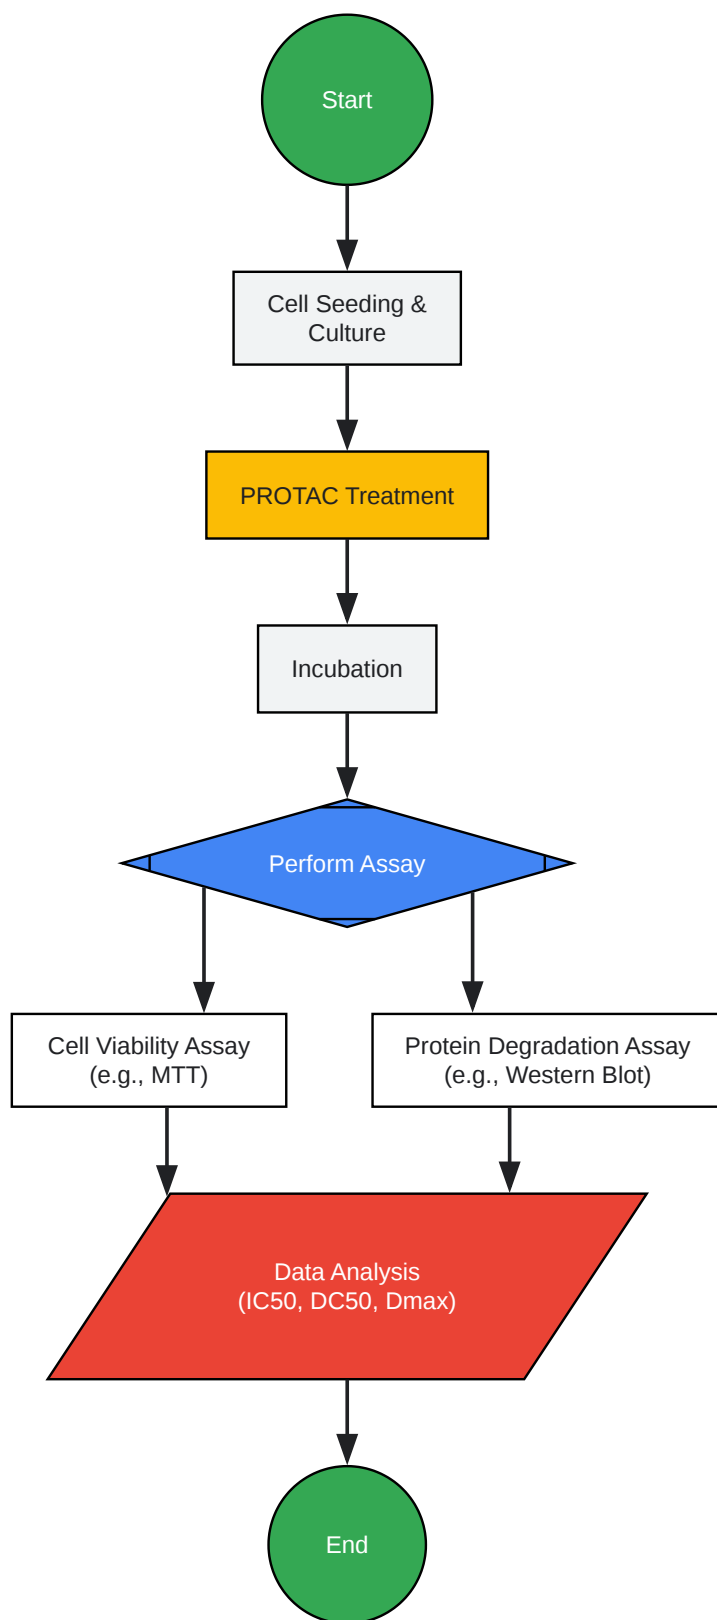 Start
Cell Seeding &
Culture
PROTAC Treatment
Incubation
Perform Assay
Cell Viability Assay
(e.g., MTT)
Protein Degradation Assay
(e.g., Western Blot)
Data Analysis
(IC50, DC50, Dmax)
End